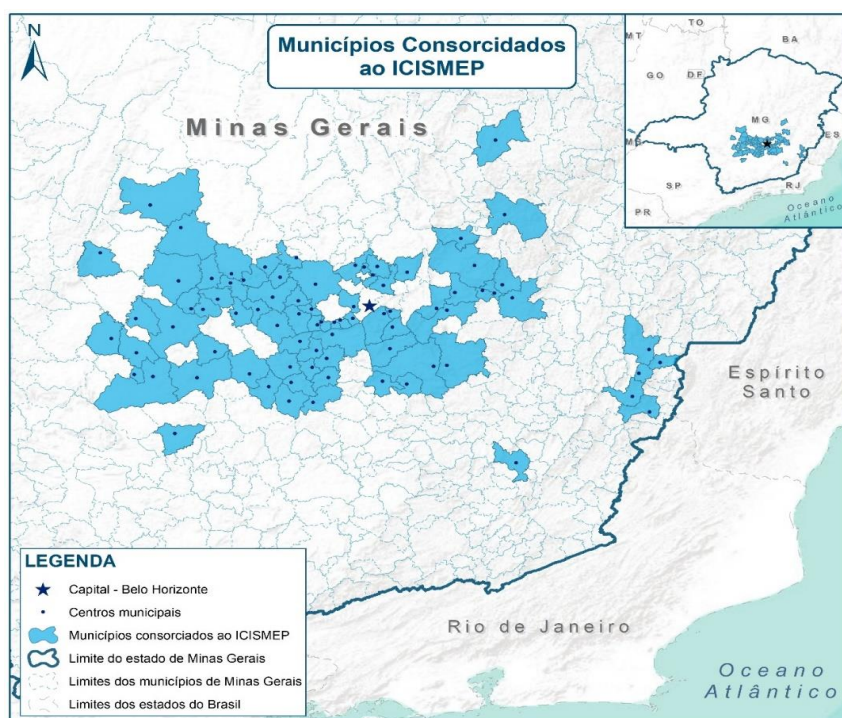 Municípios Consorcidados
ao ICISMEP
N
Minas Gerais
TO
MT
BA
GO
DF
MG
MS
ES
SP
RJ
PR
Oceano
Atlântico
Espírito
Santo
Rio de Janeiro
Oceano
Atlântico
LEGENDA
Capital - Belo Horizonte
Centros municipais
Municípios consorciados ao ICISMEP
Limite do estado de Minas Gerais
Limites dos municípios de Minas Gerais
Limites dos estados do Brasil